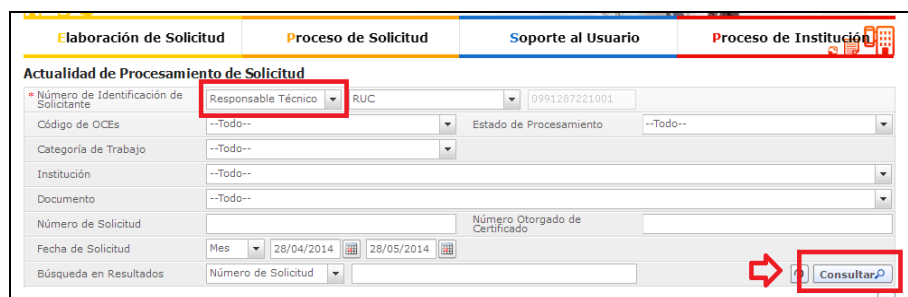 Elaboración de Solicitud Proceso de Solicitud Soporte al Usuario Proceso de Institución
Actualidad de Procesamiento de Solicitud
* Número de Identificación de Solicitante Responsable Técnico RUC 0991287221001
Código de OCEs --Todo-- Estado de Procesamiento --Todo--
Categoría de Trabajo --Todo--
Institución --Todo--
Documento --Todo--
Número de Solicitud Número Otorgado de Certificado
Fecha de Solicitud Mes 28/04/2014 28/05/2014
Búsqueda en Resultados Número de Solicitud Consultar